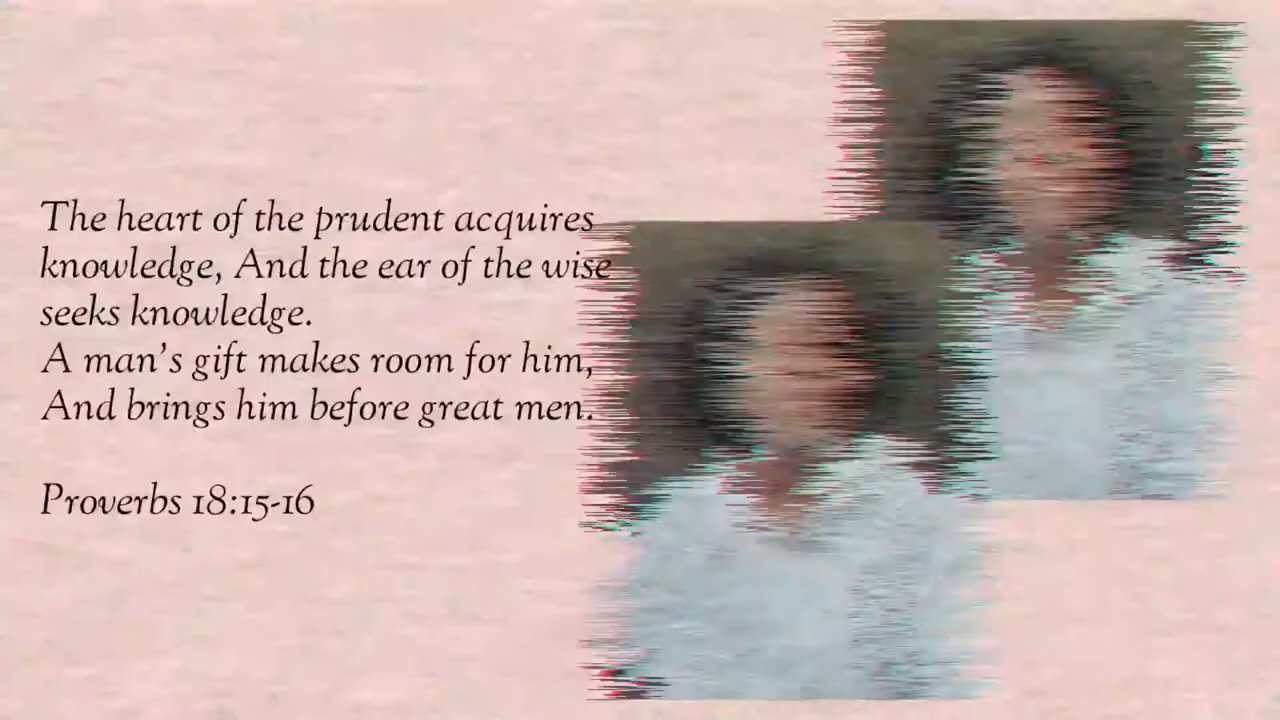 The heart of the prudent acquires
knowledge, And the ear of the wise
seeks knowledge.
A man's gift makes room for him,
And brings him before great men.
Proverbs 18:15-16